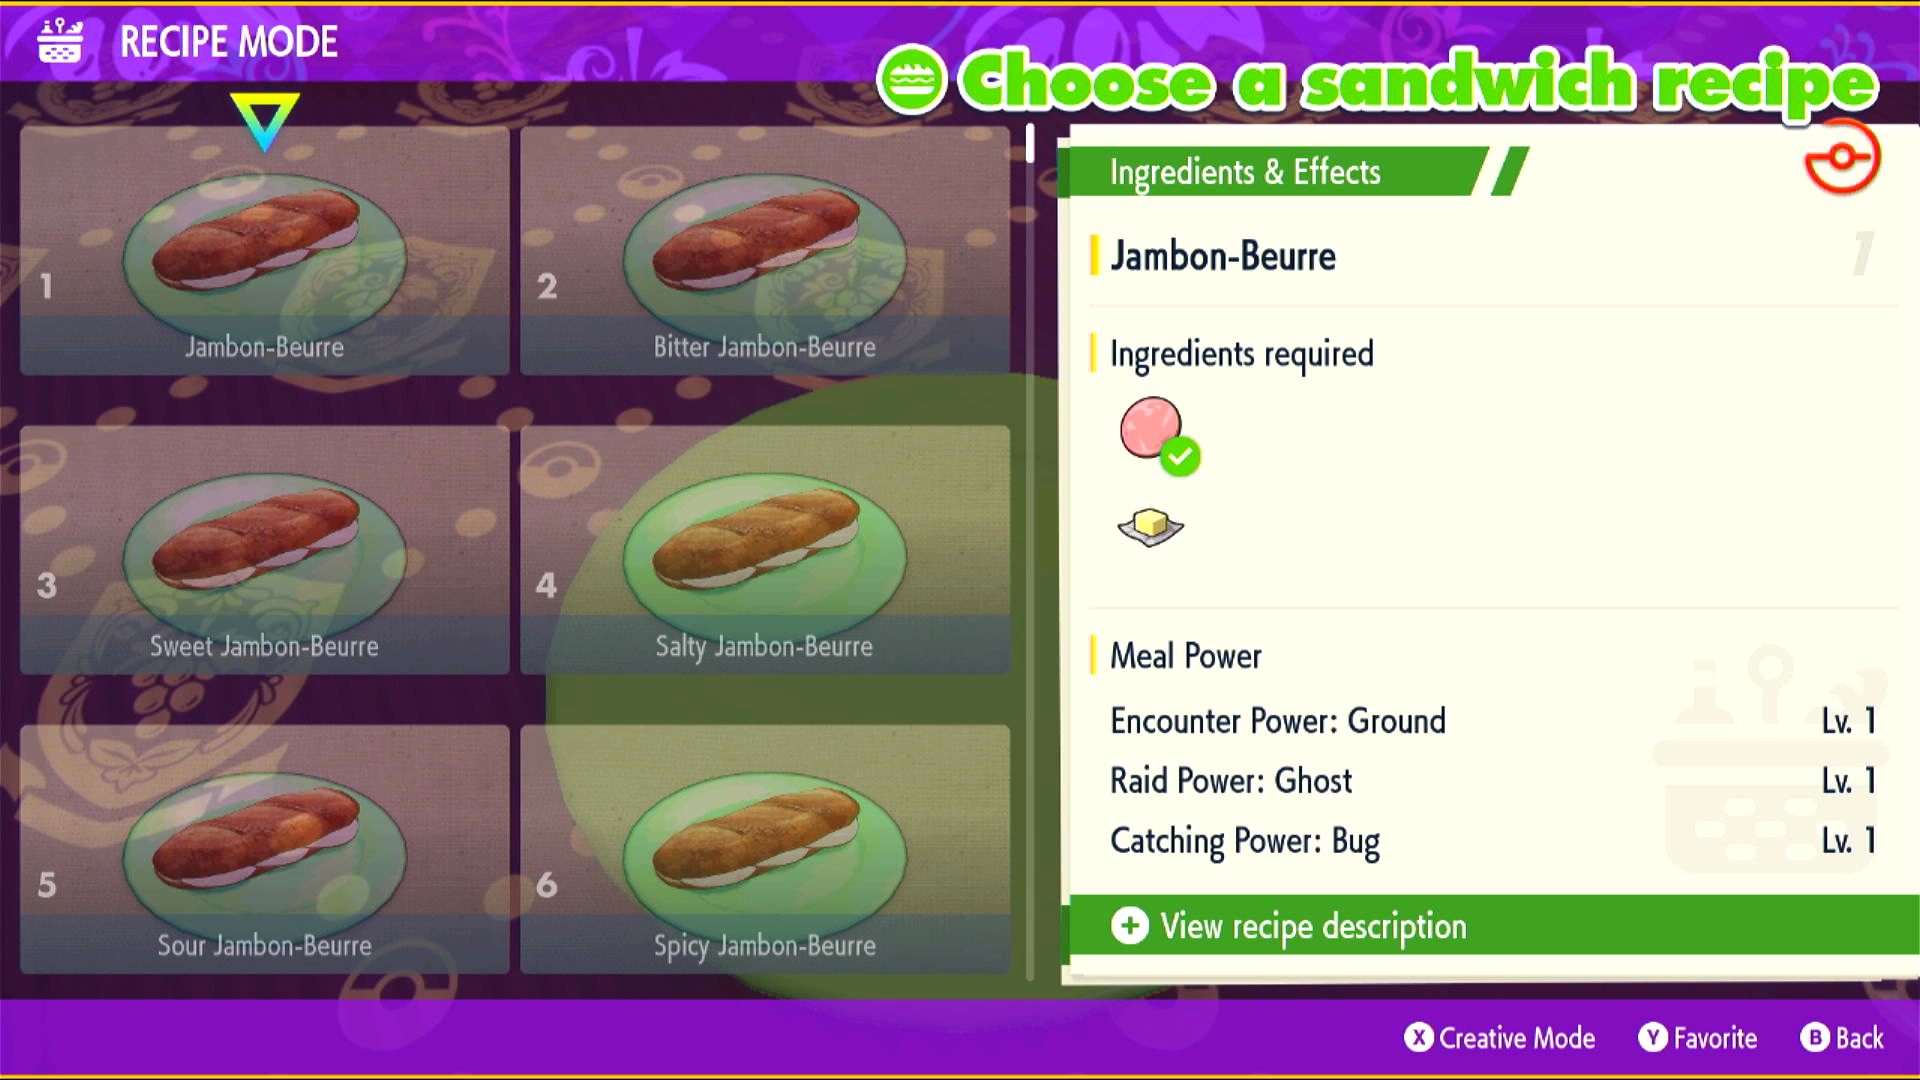 RECIPE MODE
Choose a sandwich recipe
1
Jambon-Beurre
2
Bitter Jambon-Beurre
3
Sweet Jambon-Beurre
4
Salty Jambon-Beurre
5
Sour Jambon-Beurre
6
Spicy Jambon-Beurre
Ingredients & Effects
Jambon-Beurre
1
Ingredients required
Meal Power
Encounter Power: Ground Lv. 1
Raid Power: Ghost Lv. 1
Catching Power: Bug Lv. 1
+ View recipe description
X Creative Mode Y Favorite B Back